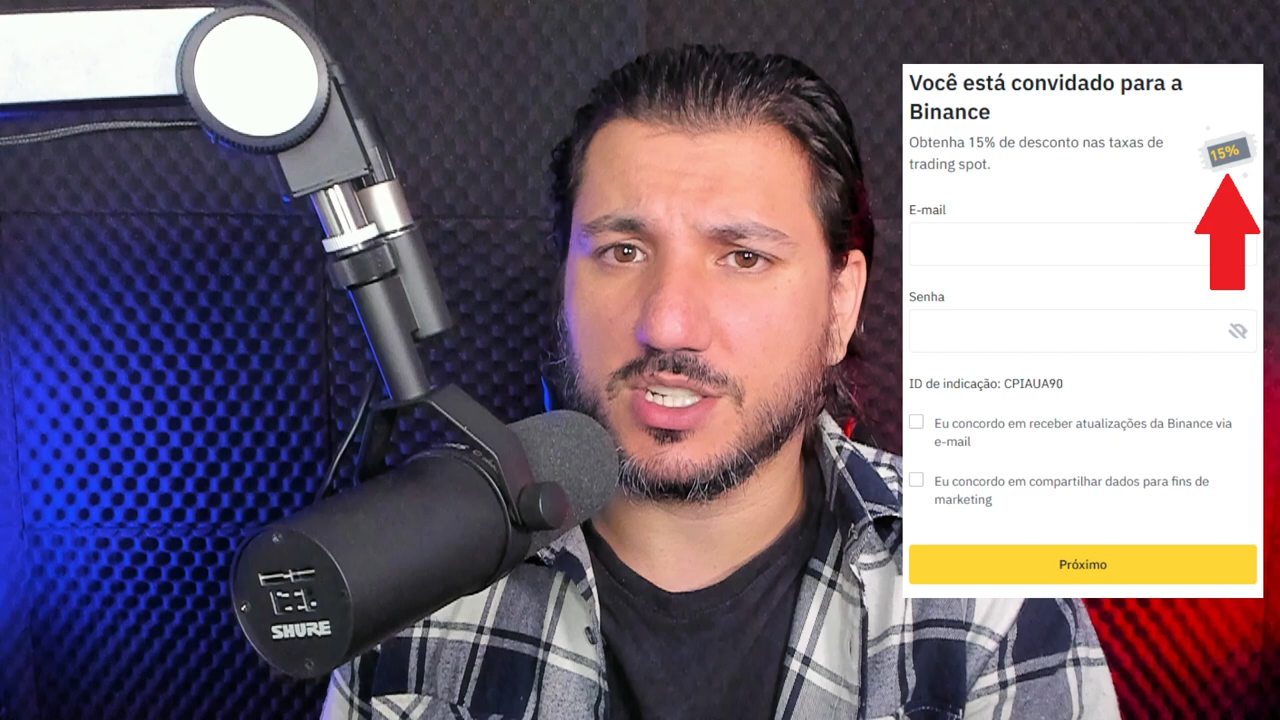 Você está convidado para a
Binance
Obtenha 15% de desconto nas taxas de
trading spot.
15%
E-mail
Senha
ID de indicação: CPIAUA90
Eu concordo em receber atualizações da Binance via
e-mail
Eu concordo em compartilhar dados para fins de
marketing
Próximo
SHURE